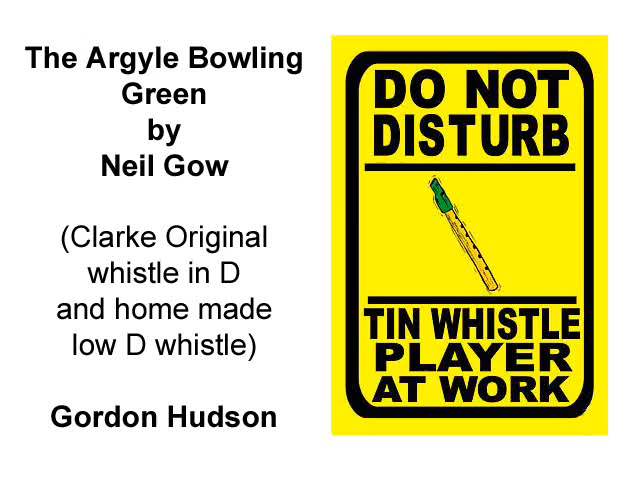 The Argyle Bowling
Green
by
Neil Gow
(Clarke Original
whistle in D
and home made
low D whistle)
Gordon Hudson
DO NOT
DISTURB
TIN WHISTLE
PLAYER
AT WORK